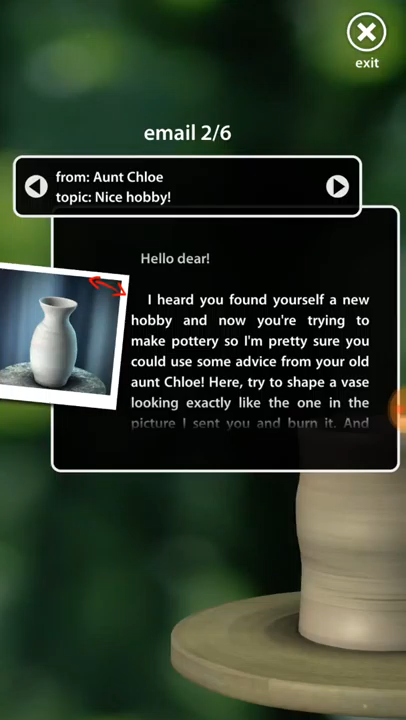 exit
email 2/6
from: Aunt Chloe
topic: Nice hobby!
Hello dear!
I heard you found yourself a new
hobby and now you're trying to
make pottery so I'm pretty sure you
could use some advice from your old
aunt Chloe! Here, try to shape a vase
looking exactly like the one in the
picture I sent you and burn it. And